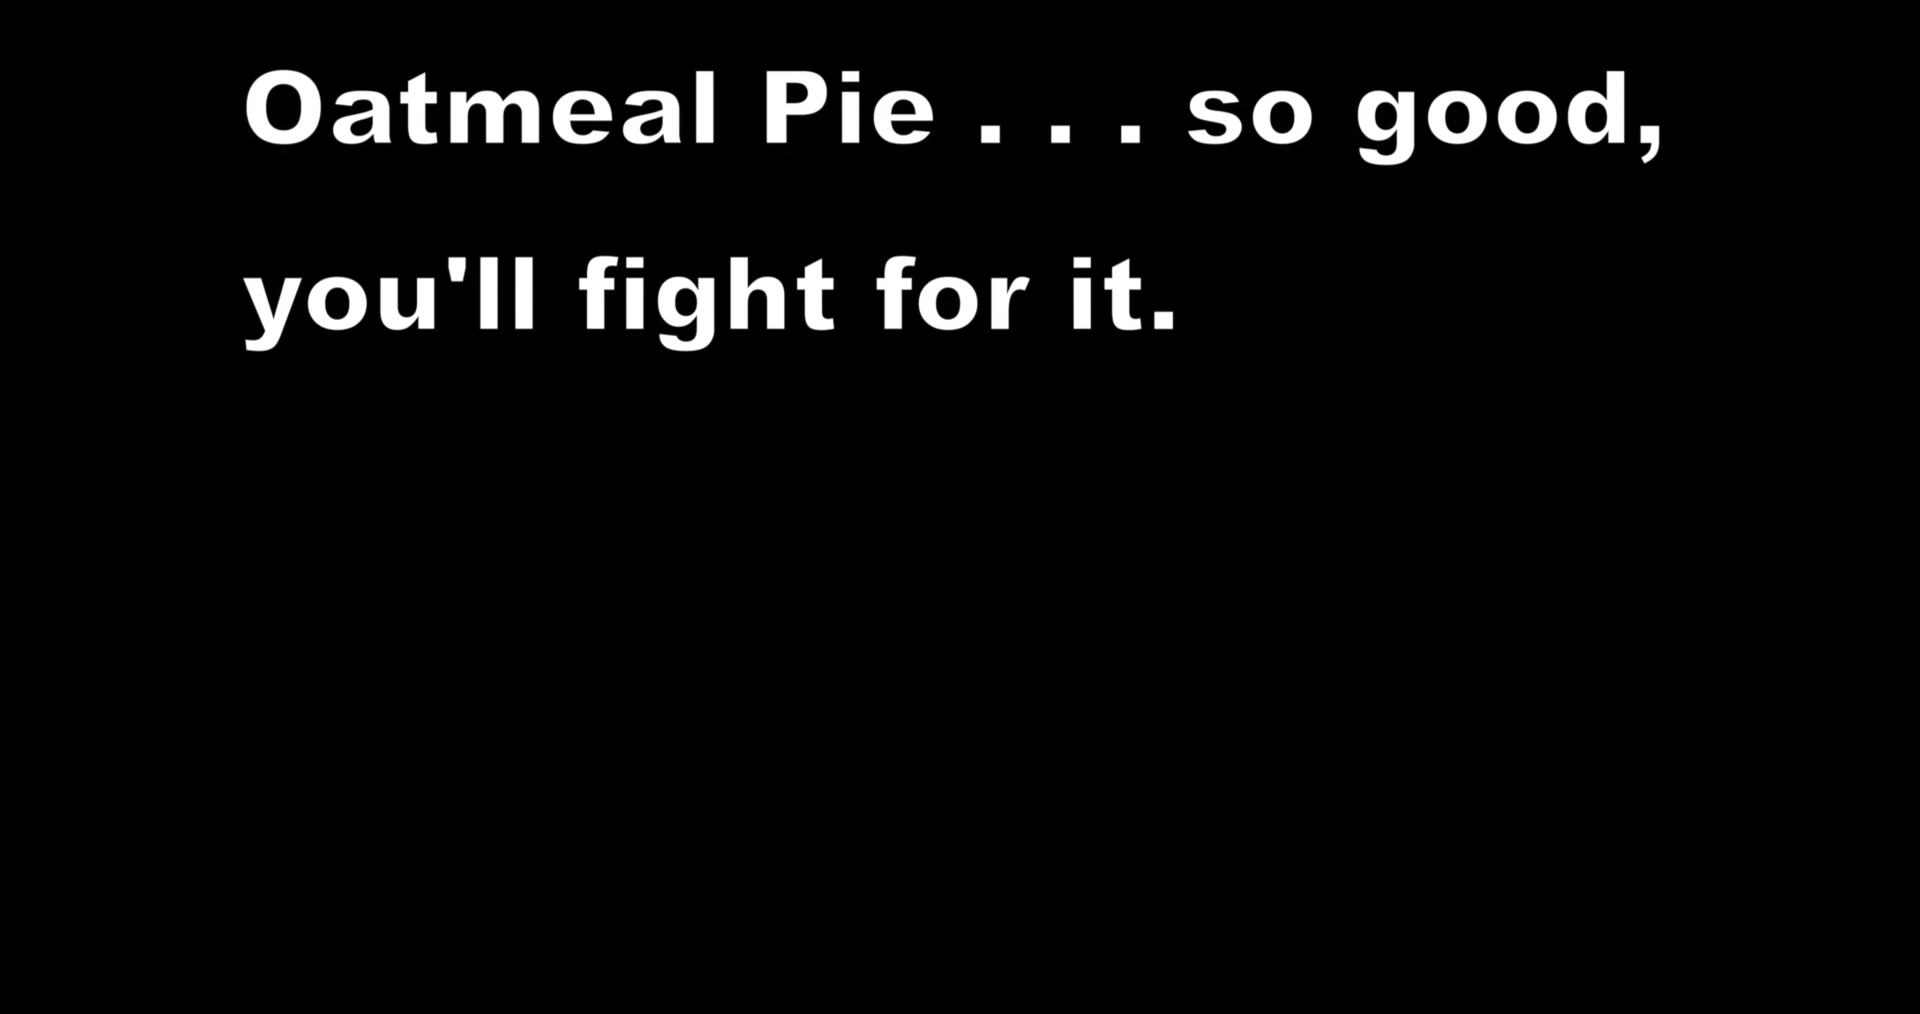 Oatmeal Pie . . . so good,
you'll fight for it.